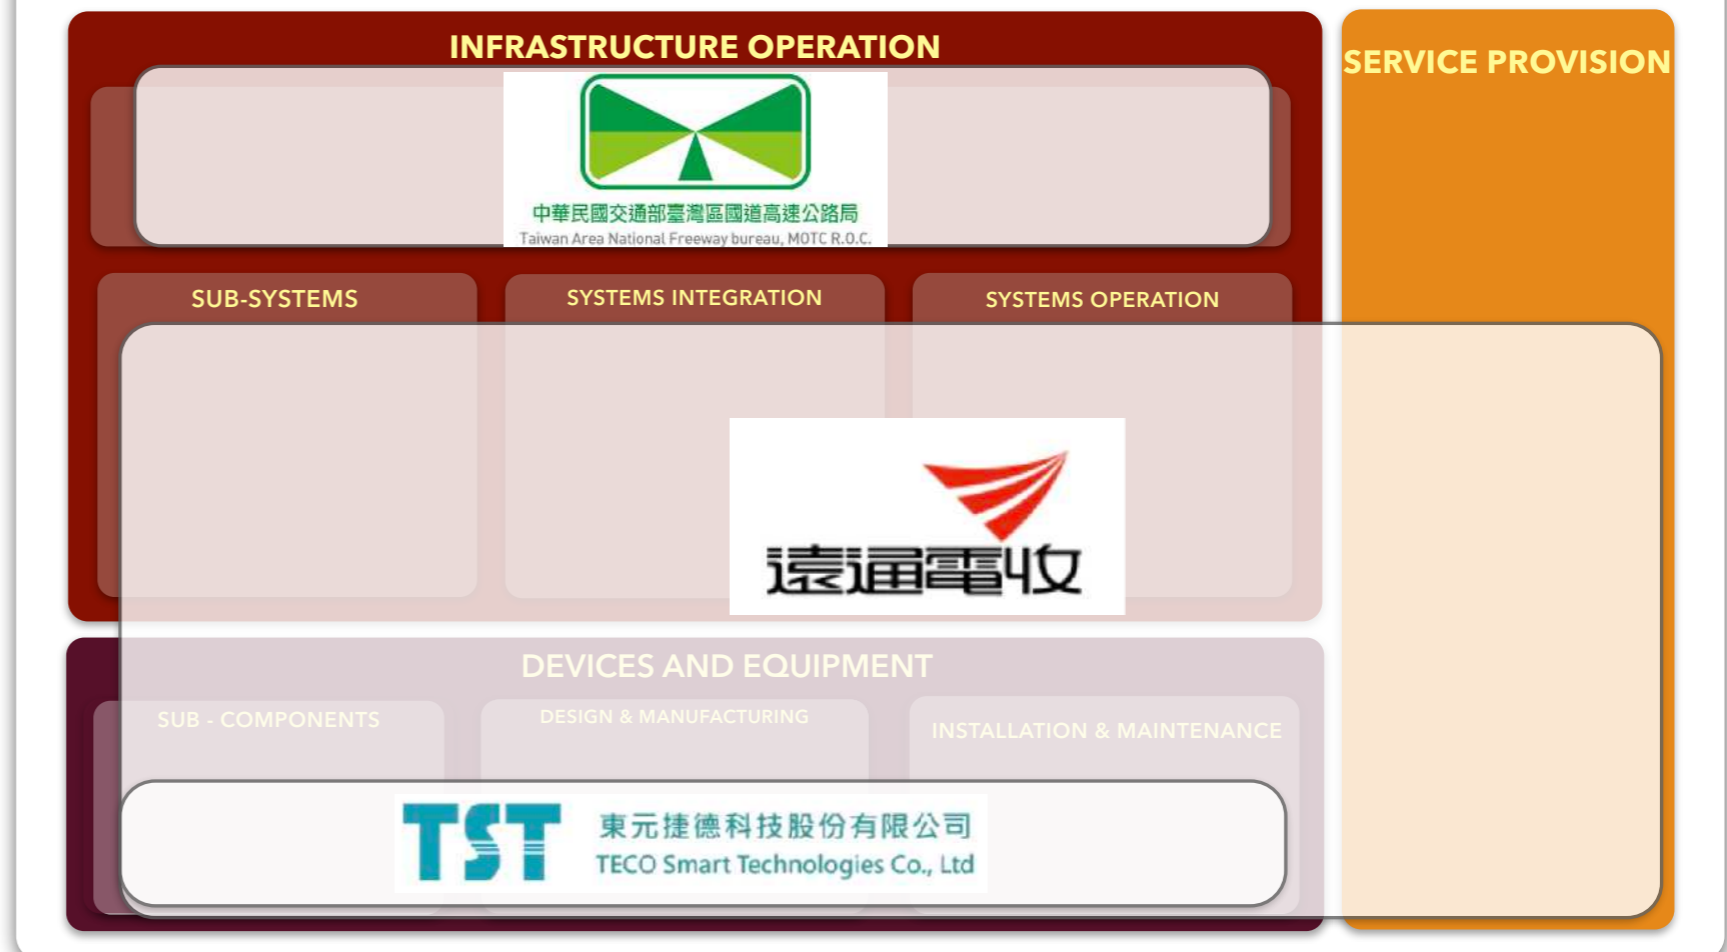 INFRASTRUCTURE OPERATION
SERVICE PROVISION
中華民國交通部臺灣區國道高速公路局
Taiwan Area National Freeway bureau, MOTC R.O.C.
SUB-SYSTEMS
SYSTEMS INTEGRATION
SYSTEMS OPERATION
遠通電收
DEVICES AND EQUIPMENT
SUB - COMPONENTS
DESIGN & MANUFACTURING
INSTALLATION & MAINTENANCE
TST
東元捷德科技股份有限公司
TECO Smart Technologies Co., Ltd